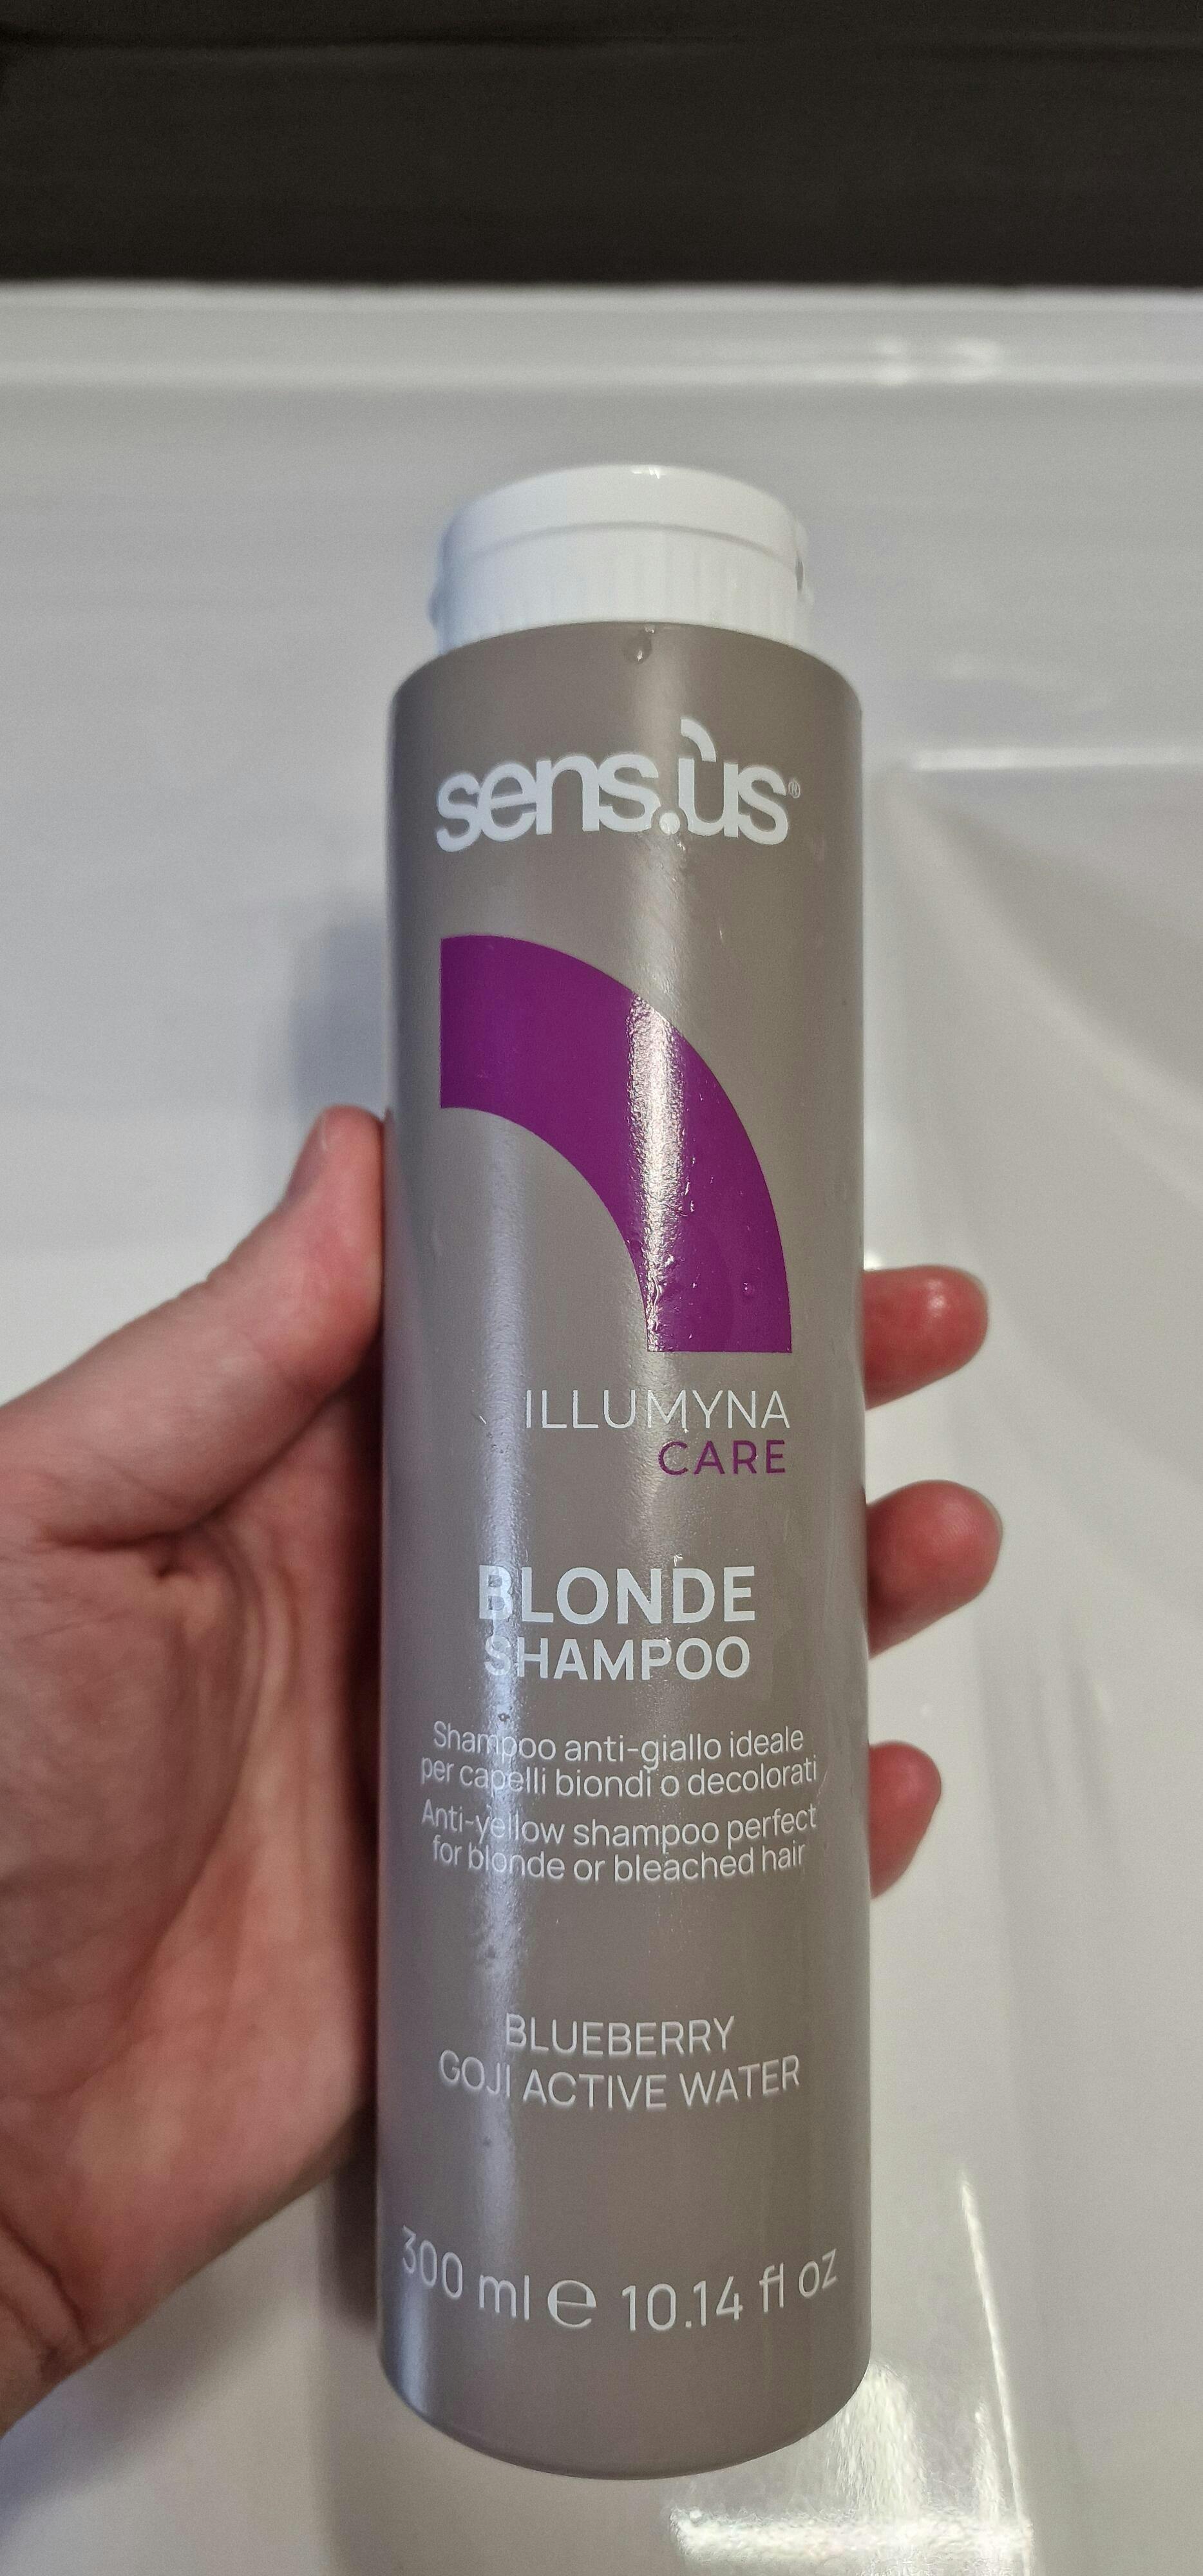 sens.ùs®
ILLUMYNA
CARE
BLONDE
SHAMPOO
Shampoo anti-giallo ideale
per capelli biondi o decolorati
Anti-yellow shampoo perfect
for blonde or bleached hair
BLUEBERRY
GOJI ACTIVE WATER
300 ml e 10.14 fl oz